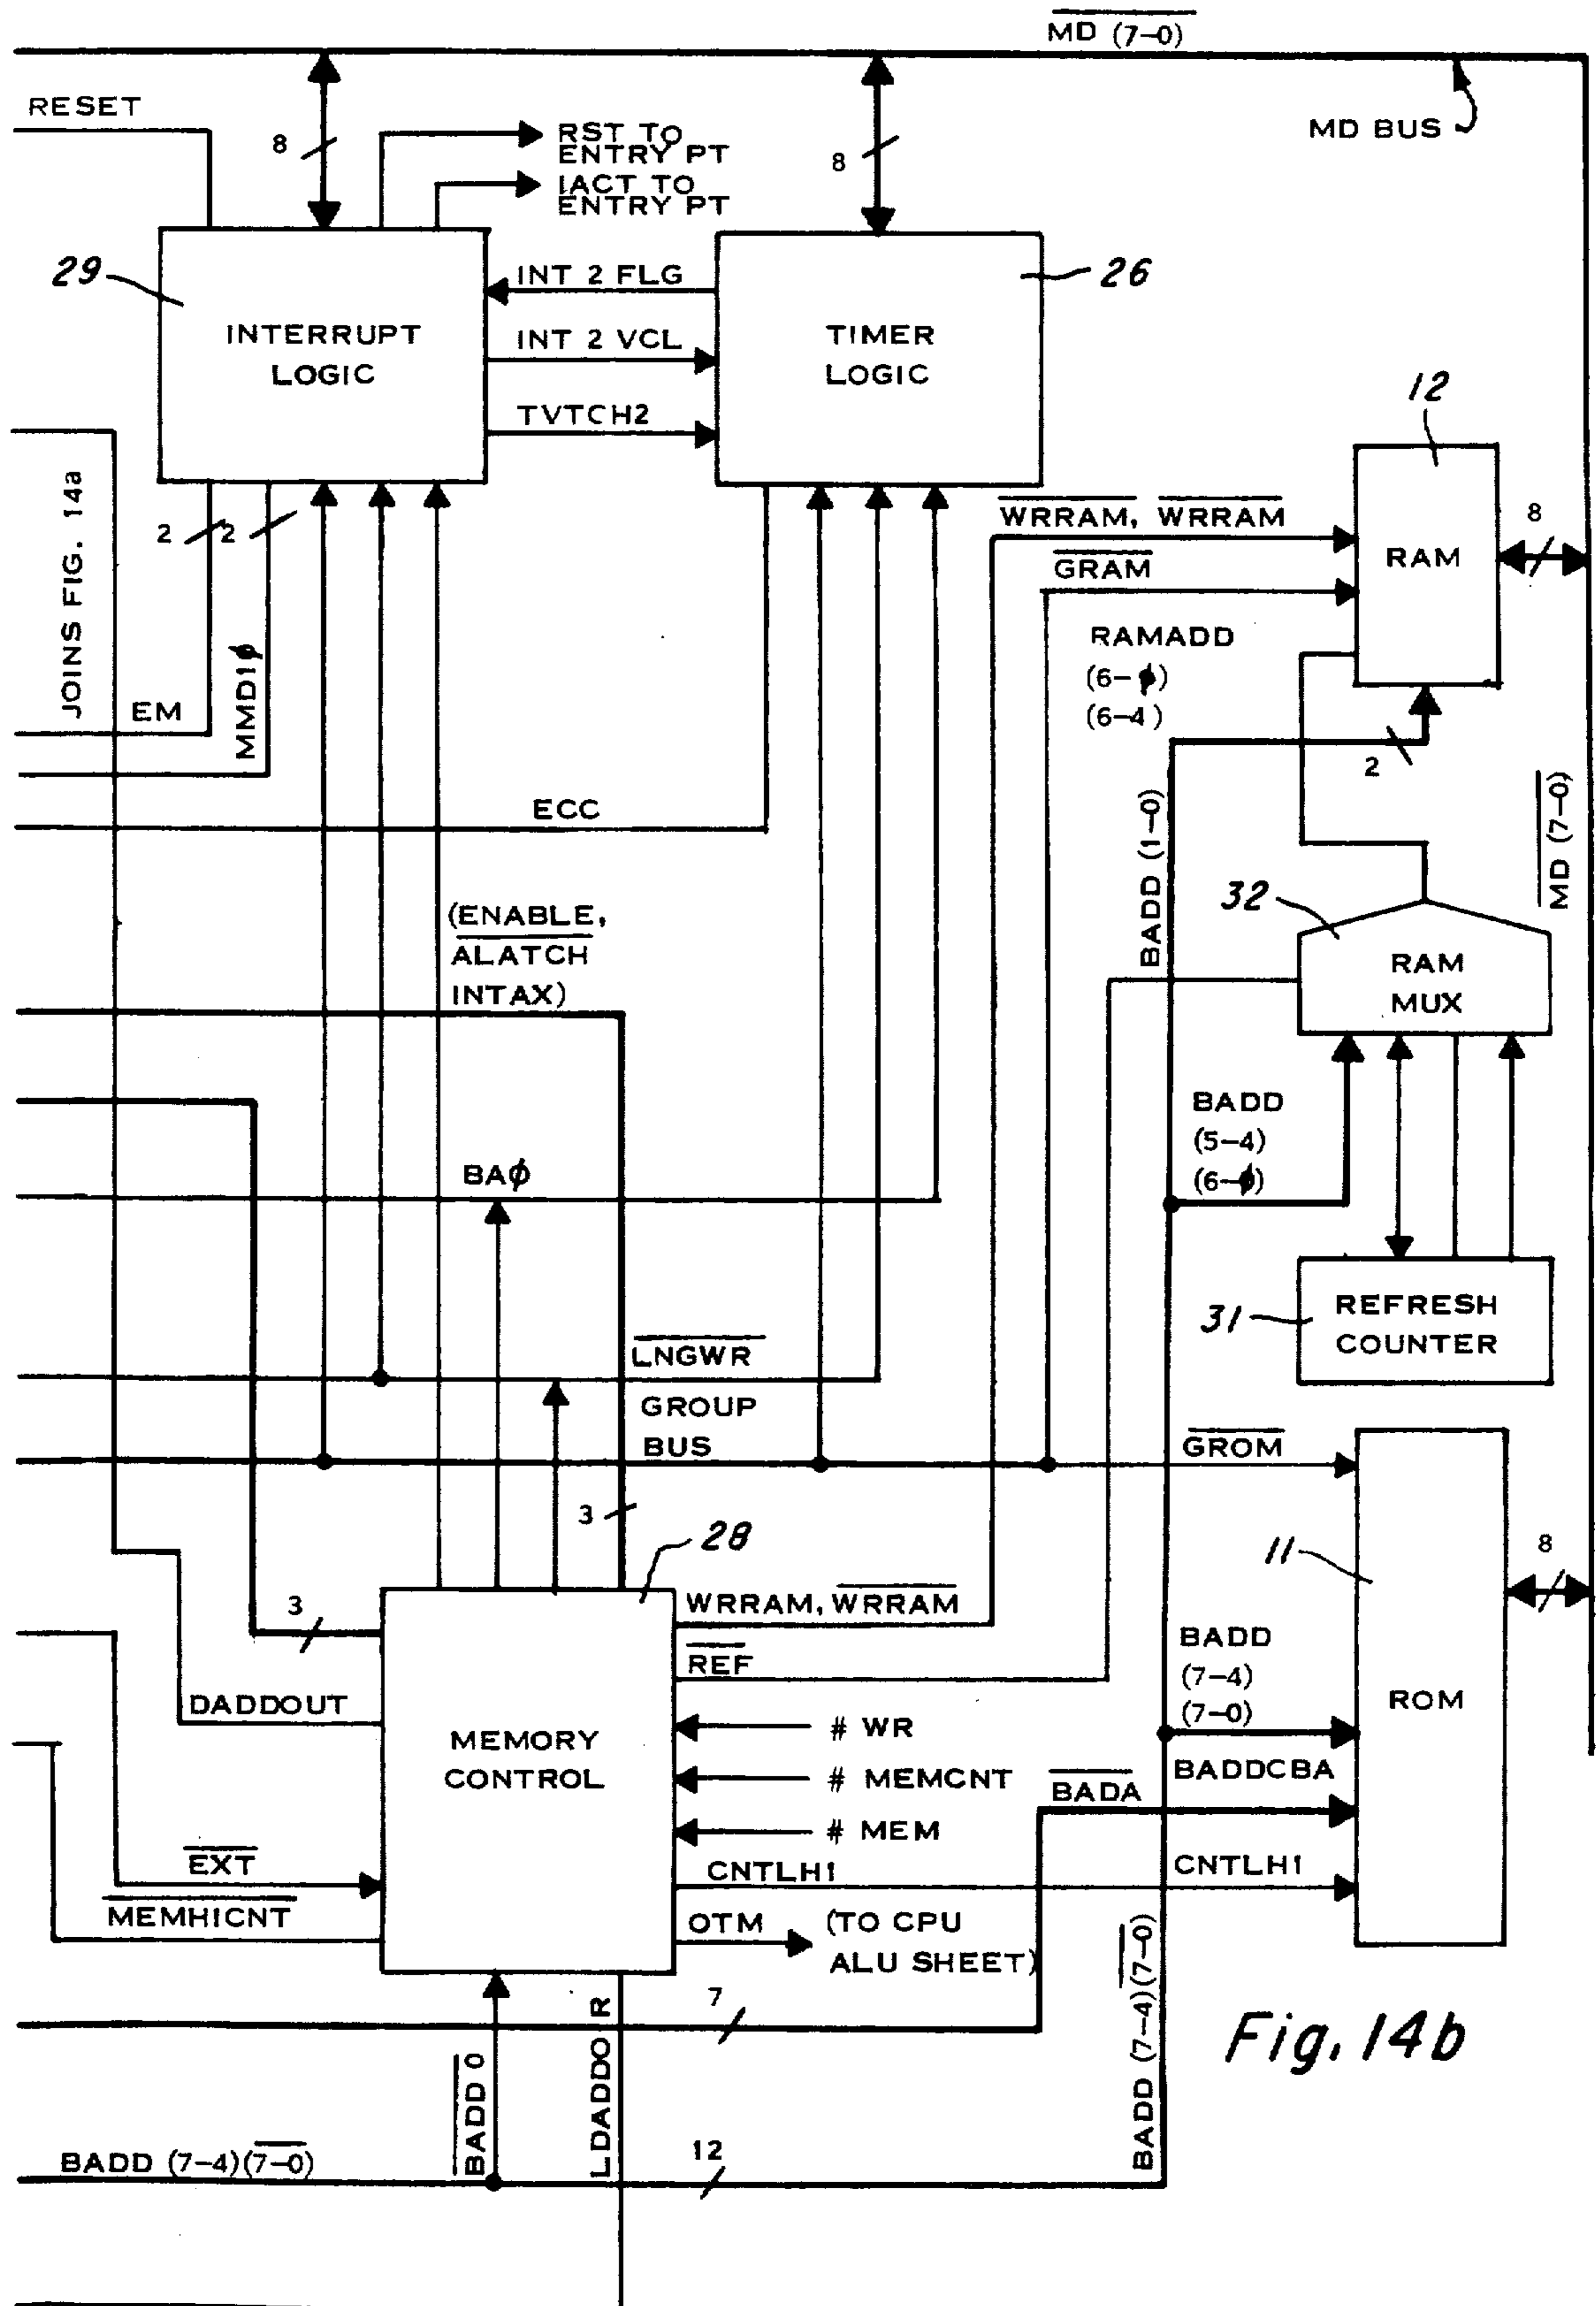 MD (7-0)
RESET
MD BUS
8
RST TO
ENTRY PT
8
IACT TO
ENTRY PT
29
INT 2 FLG
26
INTERRUPT
LOGIC
INT 2 VCL
TIMER
LOGIC
TVTCH2
12
JOINS FIG. 14a
2
2
WRRAM, WRRAM
8
RAM
GRAM
RAMADD
(6-ϕ)
(6-4)
EM
MMD1ϕ
2
ECC
BADD (1-0)
MD (7-0)
32
(ENABLE,
ALATCH
INTAX)
RAM
MUX
BADD
(5-4)
(6-ϕ)
BAϕ
31
REFRESH
COUNTER
LNGWR
GROUP
BUS
GROM
3
28
11
8
3
WRRAM, WRRAM
REF
BADD
(7-4)
(7-0)
DADDOUT
ROM
# WR
MEMORY
CONTROL
# MEMCNT
BADA
BADDCBA
# MEM
EXT
CNTLH1
CNTLH1
MEMHICNT
OTM
(TO CPU
ALU SHEET)
7
BADD (7-4)(7-0)
Fig. 14b
BADD 0
LDADDO R
BADD (7-4)(7-0)
12